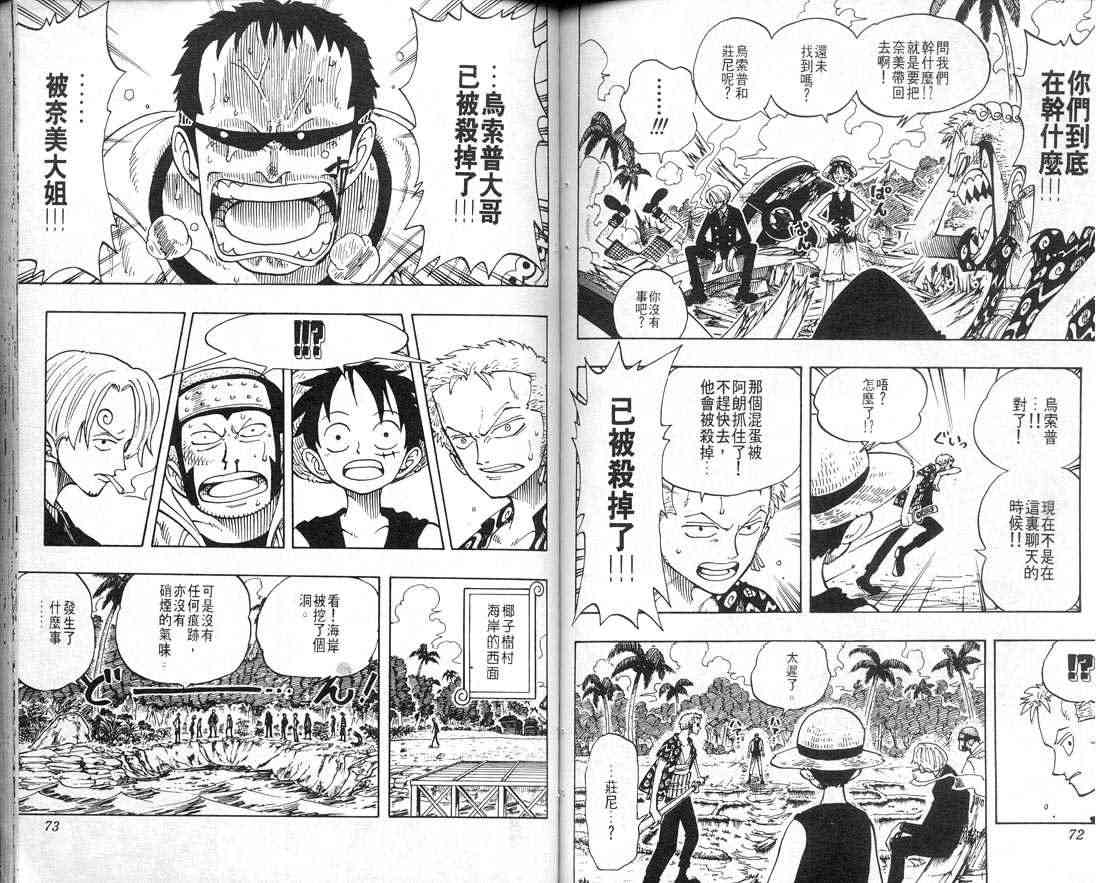 你們到底
在幹什麼!!!
問我們
幹什麼!?
就是要把
奈美帶回
去啊!
還未
找到嗎?
烏索普和
莊尼呢?
……!!!
ぱん
ぱん
你沒有
事吧?
烏索普
…!!
對了!
現在不是在
這裏聊天的
時候!!
ぐいっ
唔?
怎麼了!?
那個混蛋被
阿朗抓住了!
不趕快去，
他會被殺掉…
已被殺掉了!!!
!?
太遲了。
ハァ
ハァ
…莊尼…?
72
…烏索普大哥
已被殺掉了!!!!
……
被奈美大姐
!!!!
!!!?
椰子樹村
海岸的西面
看!海岸
被挖了個
洞。
可是沒有
任何痕跡，
亦沒有
硝煙的氣味…
發生了
什麼事
……
ど——……ん!
73